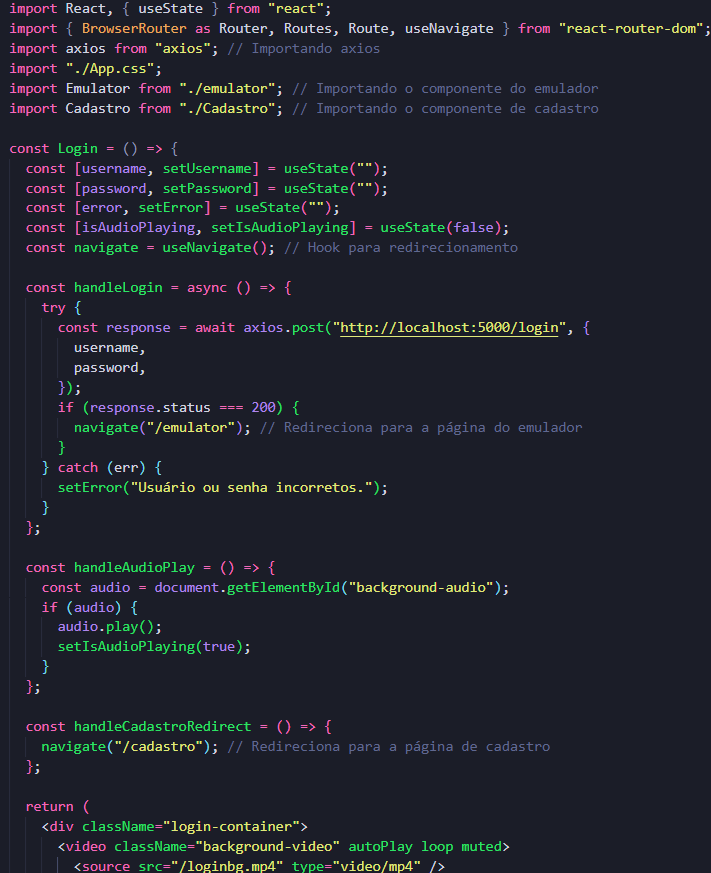 import React, { useState } from "react";
import { BrowserRouter as Router, Routes, Route, useNavigate } from "react-router-dom";
import axios from "axios"; // Importando axios
import "./App.css";
import Emulator from "./emulator"; // Importando o componente do emulador
import Cadastro from "./Cadastro"; // Importando o componente de cadastro

const Login = () => {
  const [username, setUsername] = useState("");
  const [password, setPassword] = useState("");
  const [error, setError] = useState("");
  const [isAudioPlaying, setIsAudioPlaying] = useState(false);
  const navigate = useNavigate(); // Hook para redirecionamento

  const handleLogin = async () => {
    try {
      const response = await axios.post("http://localhost:5000/login", {
        username,
        password,
      });
      if (response.status === 200) {
        navigate("/emulator"); // Redireciona para a página do emulador
      }
    } catch (err) {
      setError("Usuário ou senha incorretos.");
    }
  };

  const handleAudioPlay = () => {
    const audio = document.getElementById("background-audio");
    if (audio) {
      audio.play();
      setIsAudioPlaying(true);
    }
  };

  const handleCadastroRedirect = () => {
    navigate("/cadastro"); // Redireciona para a página de cadastro
  };

  return (
    <div className="login-container">
      <video className="background-video" autoPlay loop muted>
        <source src="/loginbg.mp4" type="video/mp4" />